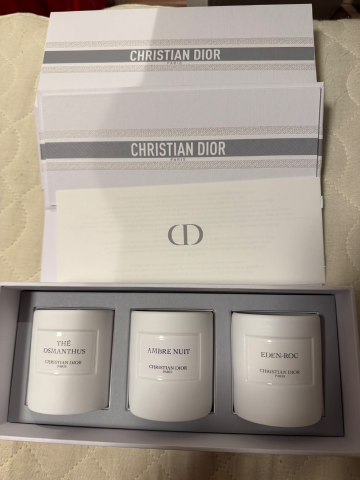 CHRISTIAN DIOR
PARIS
CHRISTIAN DIOR
PARIS
CD
THÉ
OSMANTHUS
CHRISTIAN DIOR
PARIS
AMBRE NUIT
CHRISTIAN DIOR
PARIS
EDEN-ROC
CHRISTIAN DIOR
PARIS